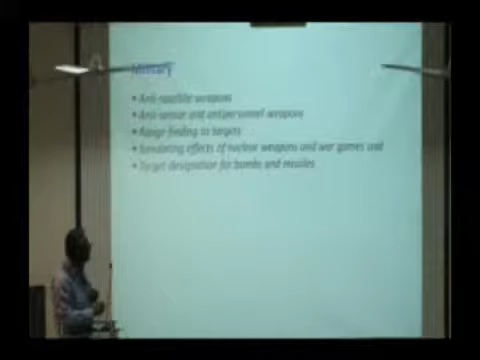 Military
• Anti-satellite weapons
• Anti-sensor and antipersonnel weapons
• Range finding to targets
• Simulating effects of nuclear weapons and war games and
• Target designation for bombs and missiles